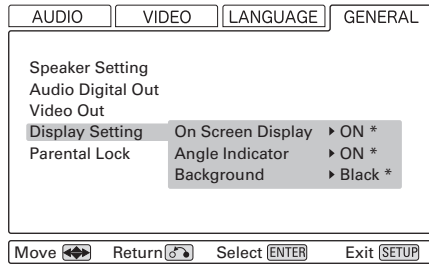 AUDIO VIDEO LANGUAGE GENERAL
Speaker Setting
Audio Digital Out
Video Out
Display Setting On Screen Display ▶ ON *
Parental Lock Angle Indicator ▶ ON *
Background ▶ Black *
Move Return Select ENTER Exit SETUP